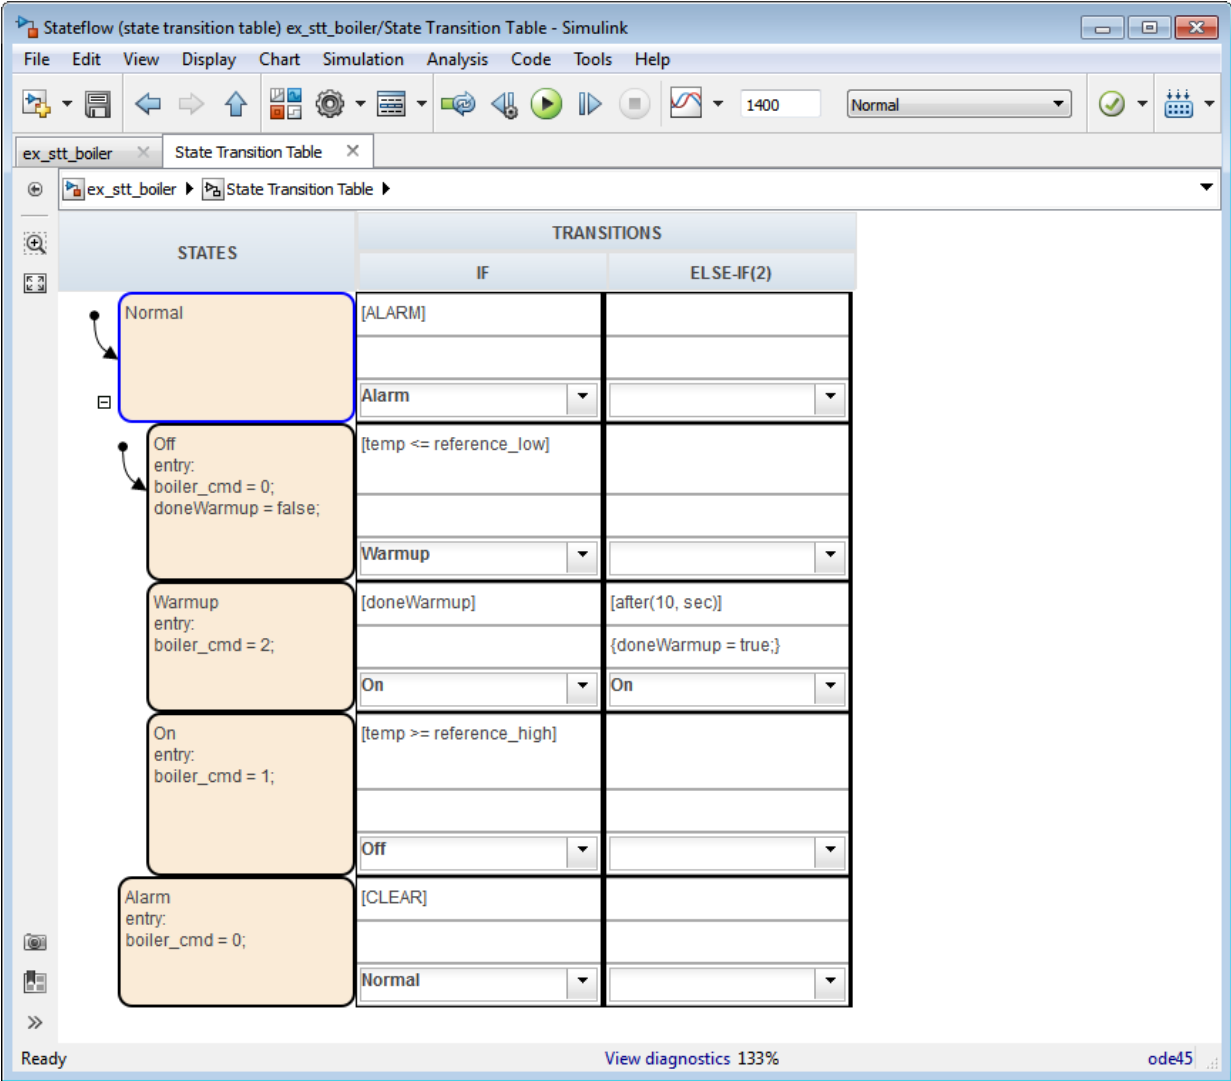 Stateflow (state transition table) ex_stt_boiler/State Transition Table - Simulink
File Edit View Display Chart Simulation Analysis Code Tools Help
1400 Normal
ex_stt_boiler State Transition Table
ex_stt_boiler State Transition Table
STATES
TRANSITIONS
IF ELSE-IF(2)
Normal
[ALARM]
Alarm
Off
entry:
boiler_cmd = 0;
doneWarmup = false;
[temp <= reference_low]
Warmup
Warmup
entry:
boiler_cmd = 2;
[doneWarmup]
On
[after(10, sec)]
{doneWarmup = true;}
On
On
entry:
boiler_cmd = 1;
[temp >= reference_high]
Off
Alarm
entry:
boiler_cmd = 0;
[CLEAR]
Normal
Ready View diagnostics 133% ode45